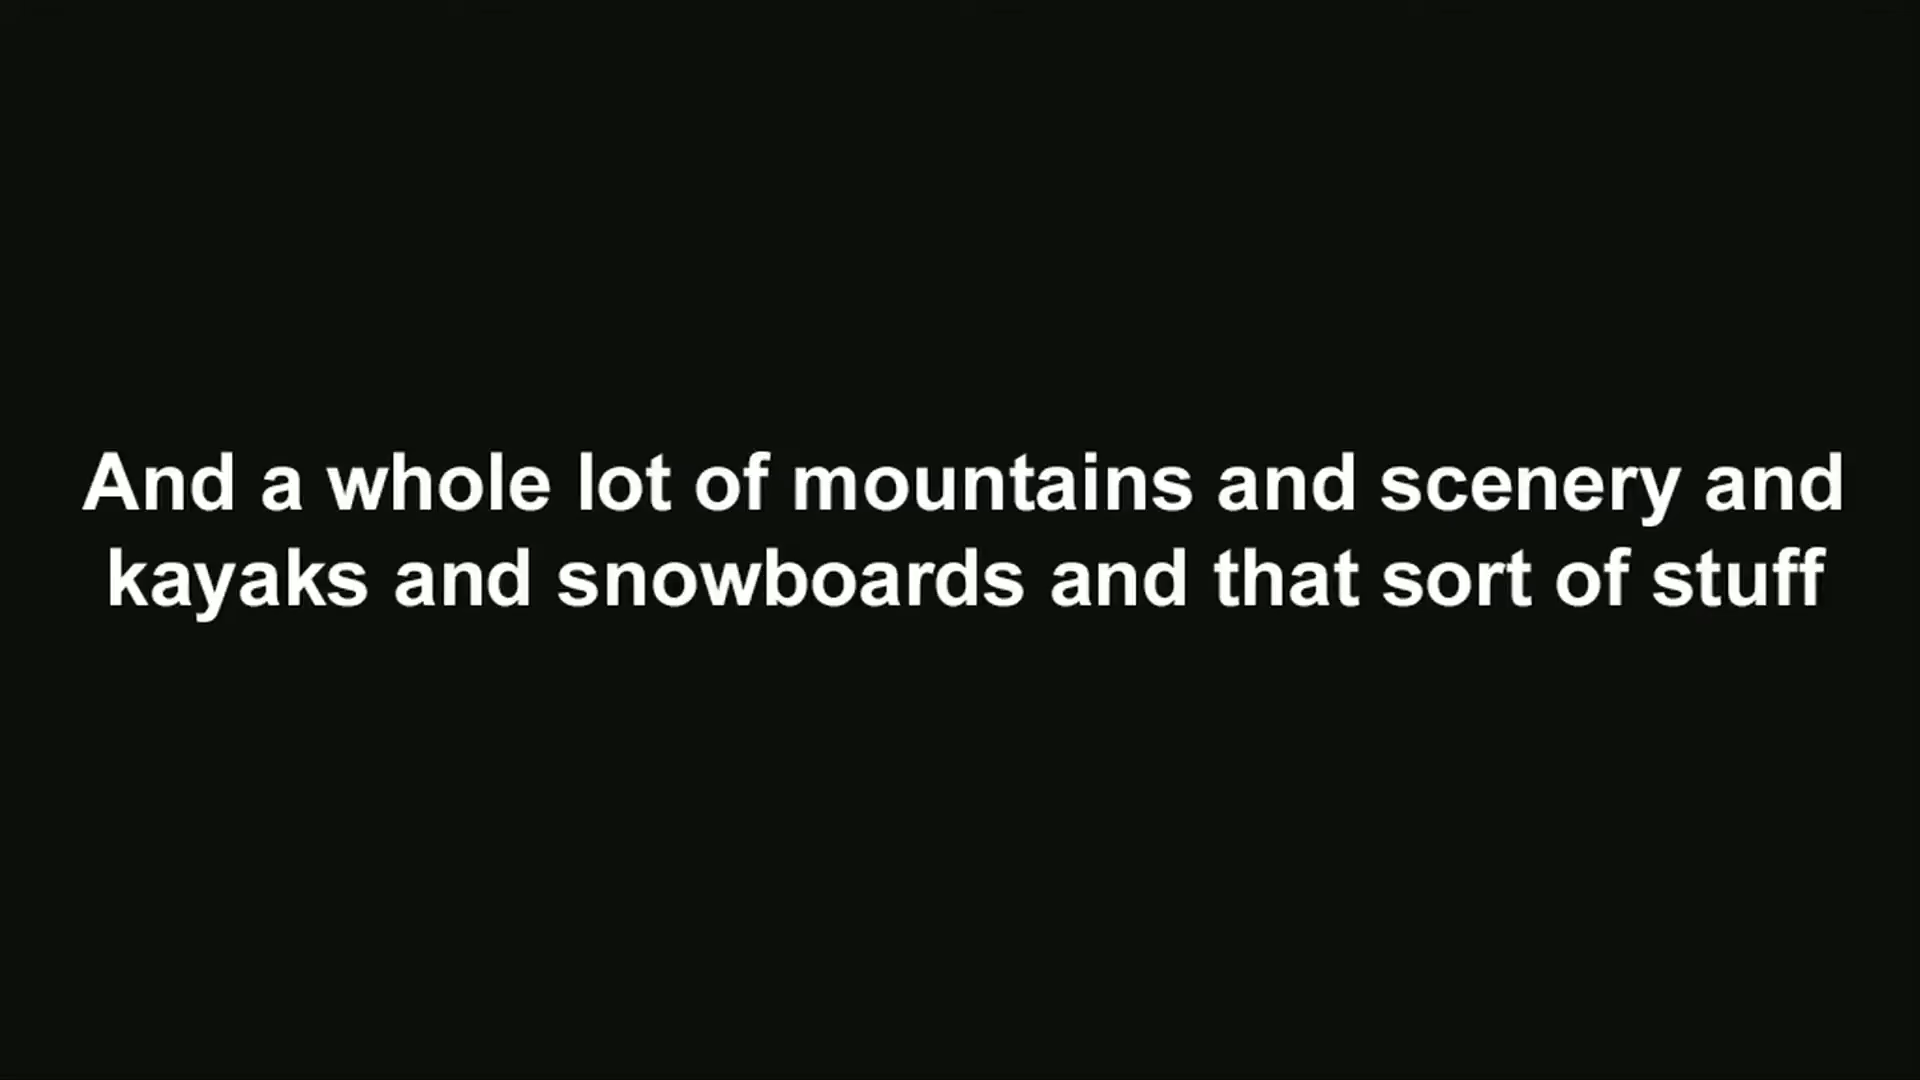 And a whole lot of mountains and scenery and
kayaks and snowboards and that sort of stuff